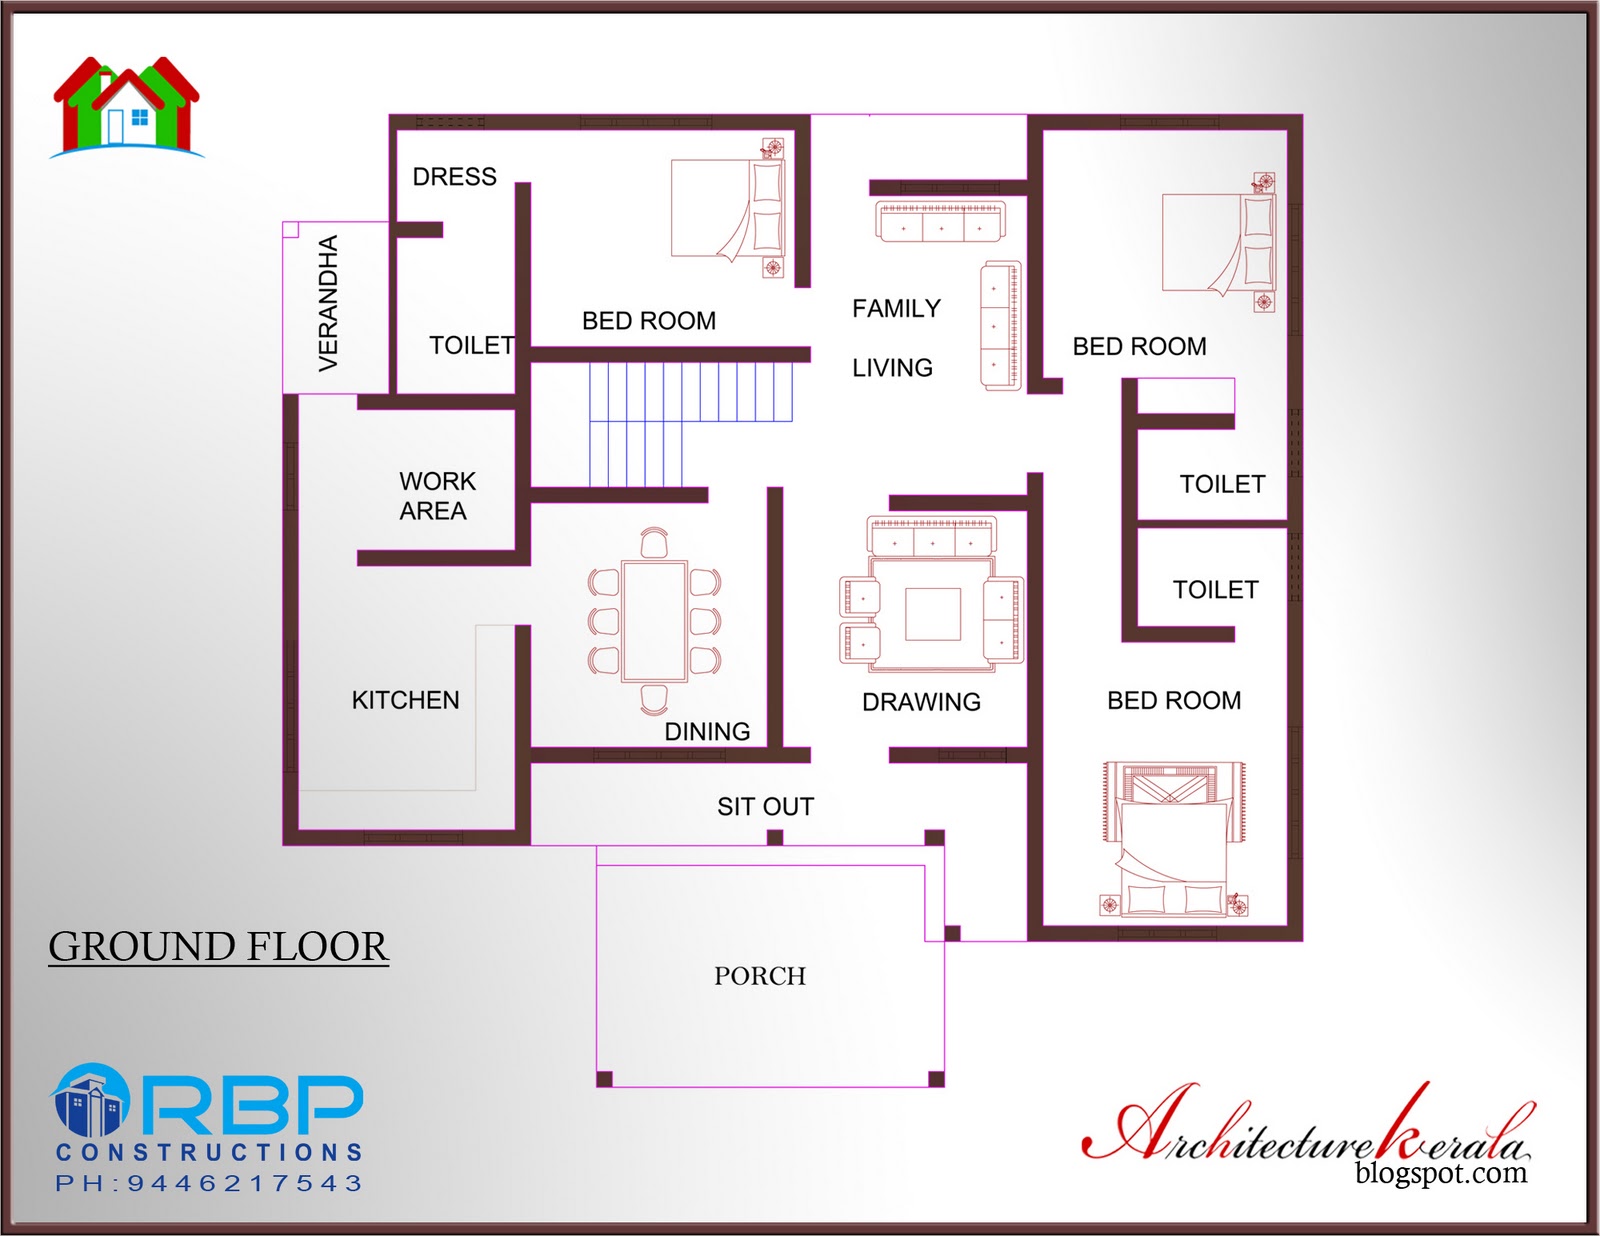 DRESS
VERANDHA
TOILET
BED ROOM
FAMILY
LIVING
BED ROOM
WORK
AREA
TOILET
TOILET
KITCHEN
DINING
DRAWING
BED ROOM
SIT OUT
PORCH
GROUND FLOOR
RBP
CONSTRUCTIONS
PH:9446217543
ArchitectureKerala
blogspot.com